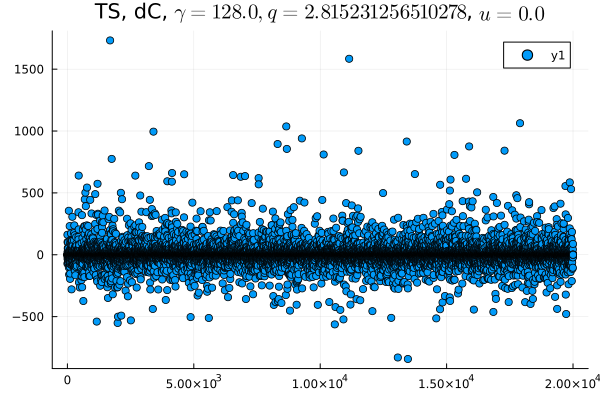 TS, dC, γ = 128.0, q = 2.815231256510278, u = 0.0
y1
1500
1000
500
0
−500
0 5.00×10³ 1.00×10⁴ 1.50×10⁴ 2.00×10⁴